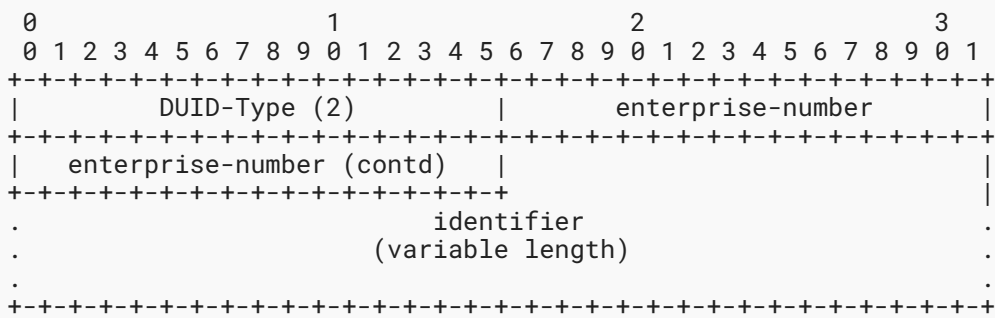 0                   1                   2                   3
 0 1 2 3 4 5 6 7 8 9 0 1 2 3 4 5 6 7 8 9 0 1 2 3 4 5 6 7 8 9 0 1
+-+-+-+-+-+-+-+-+-+-+-+-+-+-+-+-+-+-+-+-+-+-+-+-+-+-+-+-+-+-+-+-+
|         DUID-Type (2)         |       enterprise-number       |
+-+-+-+-+-+-+-+-+-+-+-+-+-+-+-+-+-+-+-+-+-+-+-+-+-+-+-+-+-+-+-+-+
|   enterprise-number (contd)   |                               |
+-+-+-+-+-+-+-+-+-+-+-+-+-+-+-+-+                               |
.                           identifier                          .
.                       (variable length)                       .
.                                                               .
+-+-+-+-+-+-+-+-+-+-+-+-+-+-+-+-+-+-+-+-+-+-+-+-+-+-+-+-+-+-+-+-+